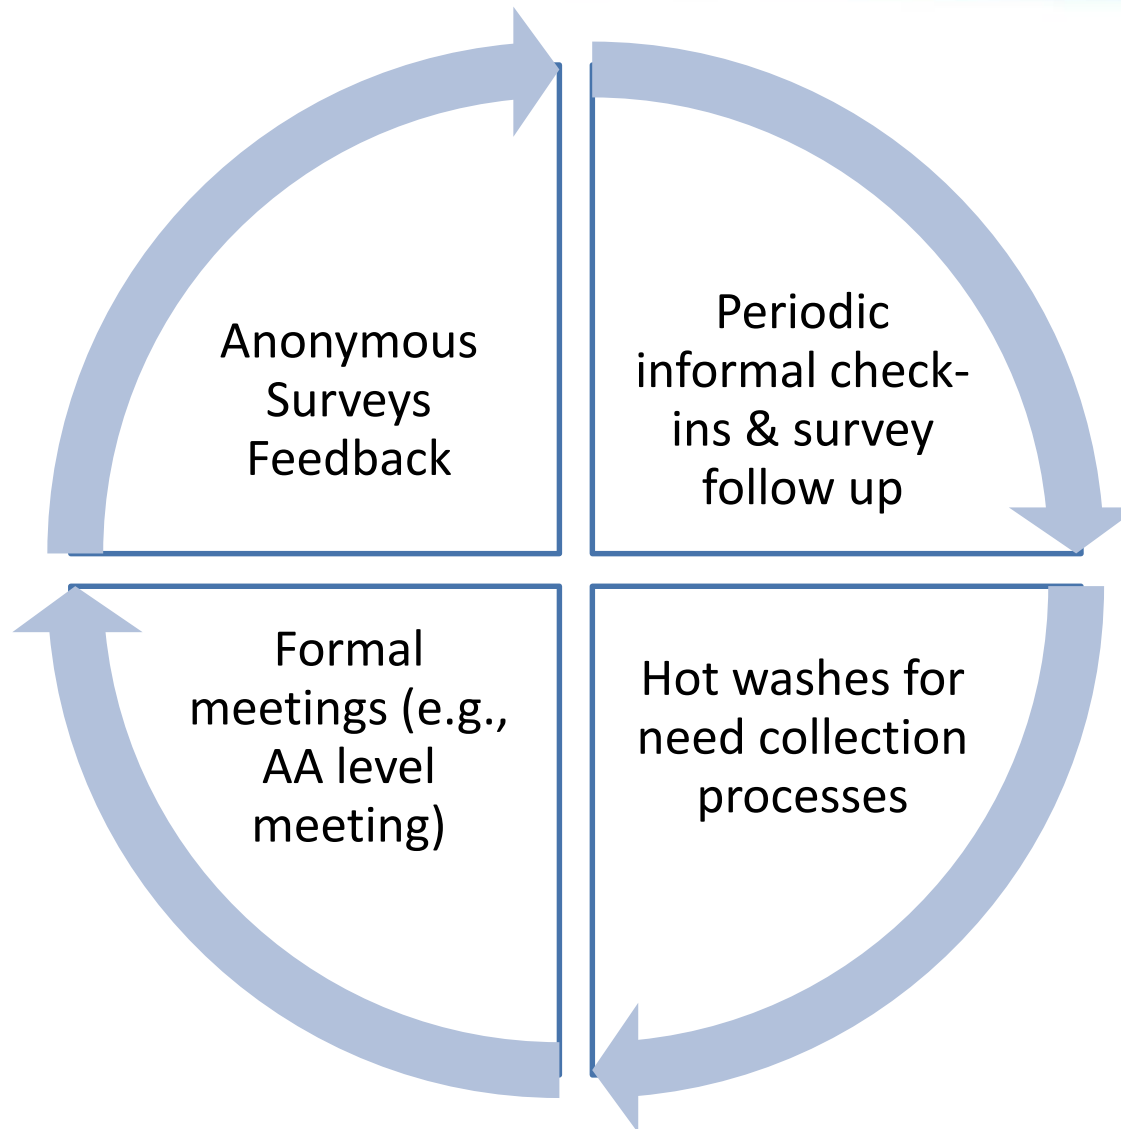 Anonymous
Surveys
Feedback
Periodic
informal check-
ins & survey
follow up
Formal
meetings (e.g.,
AA level
meeting)
Hot washes for
need collection
processes